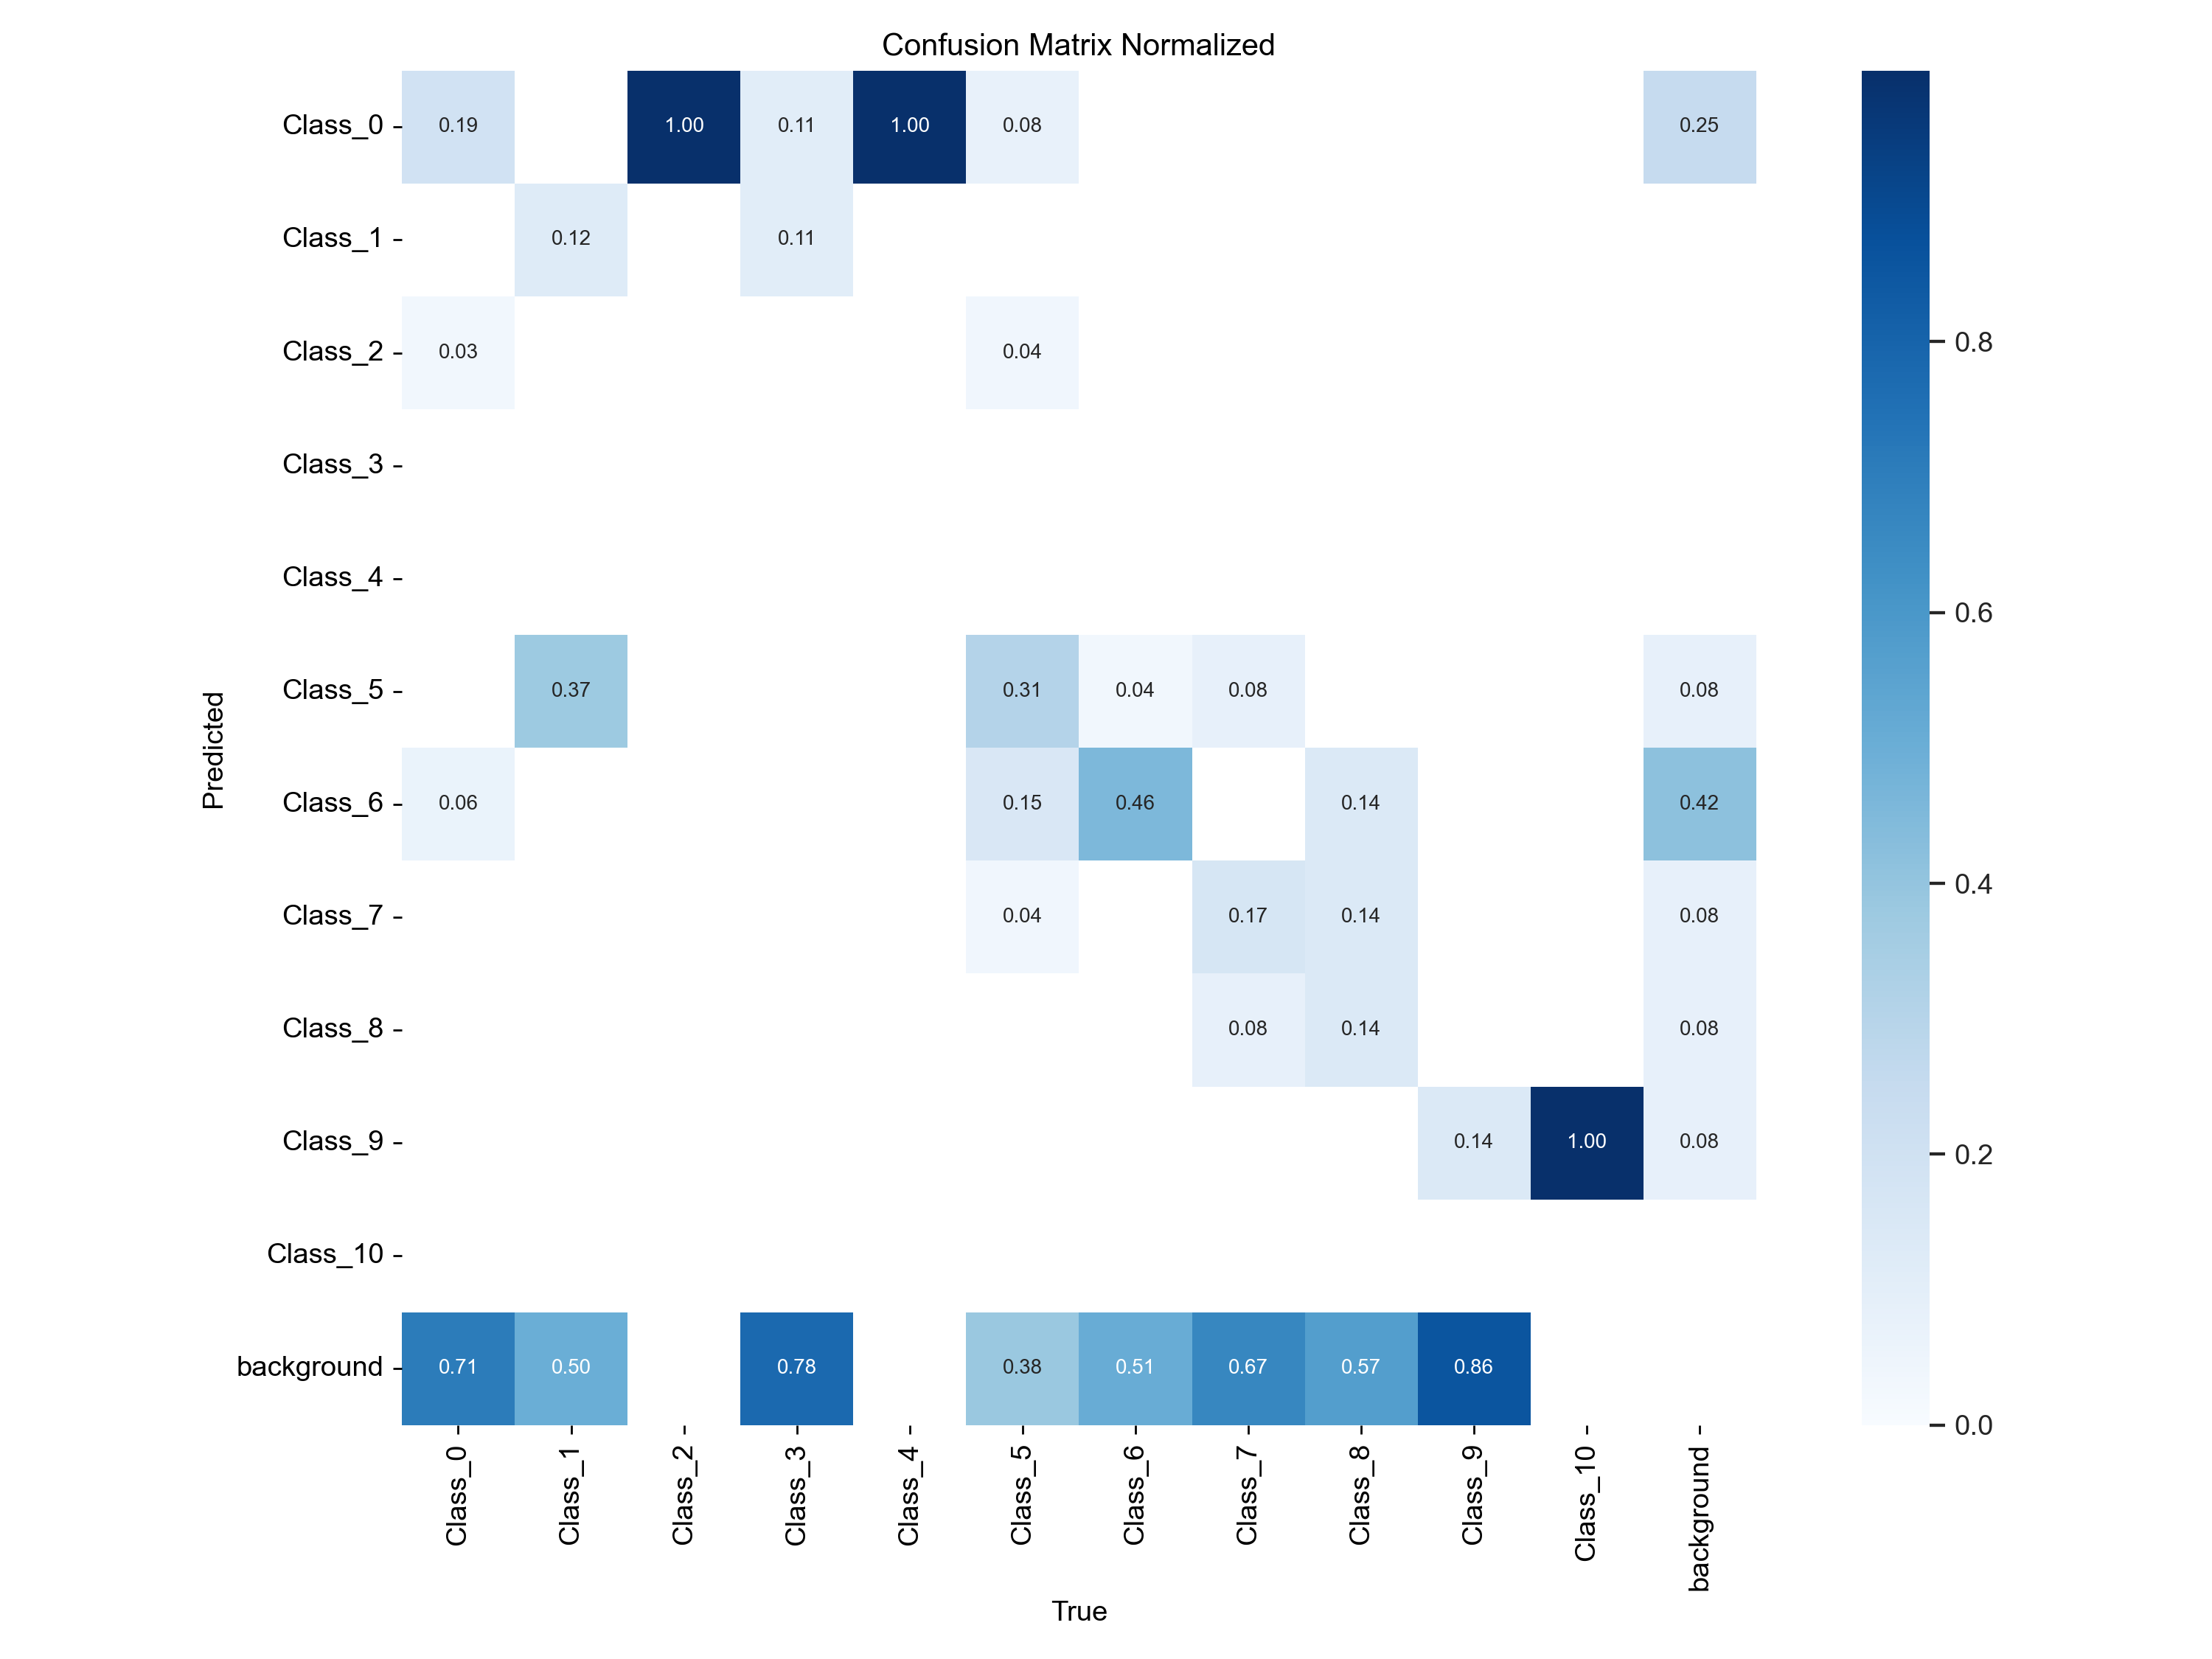 Confusion Matrix Normalized
Class_0 0.19 1.00 0.11 1.00 0.08 0.25
Class_1 0.12 0.11
Class_2 0.03 0.04
Class_3
Class_4
Class_5 0.37 0.31 0.04 0.08 0.08
Class_6 0.06 0.15 0.46 0.14 0.42
Class_7 0.04 0.17 0.14 0.08
Class_8 0.08 0.14 0.08
Class_9 0.14 1.00 0.08
Class_10
background 0.71 0.50 0.78 0.38 0.51 0.67 0.57 0.86
Predicted
Class_0 Class_1 Class_2 Class_3 Class_4 Class_5 Class_6 Class_7 Class_8 Class_9 Class_10 background
True
0.8
0.6
0.4
0.2
0.0